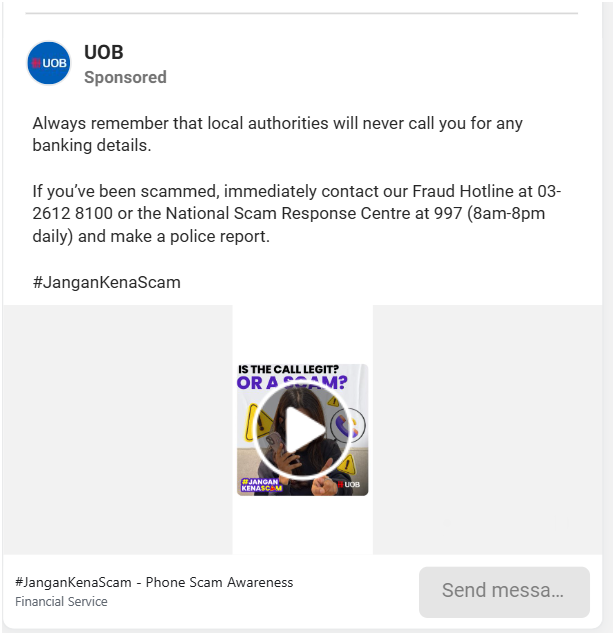 UOB
UOB
Sponsored
Always remember that local authorities will never call you for any
banking details.
If you’ve been scammed, immediately contact our Fraud Hotline at 03-
2612 8100 or the National Scam Response Centre at 997 (8am-8pm
daily) and make a police report.
#JanganKenaScam
IS THE CALL LEGIT?
OR A SCAM?
#JANGAN
KENASCAM
UOB
#JanganKenaScam - Phone Scam Awareness
Financial Service
Send messa...